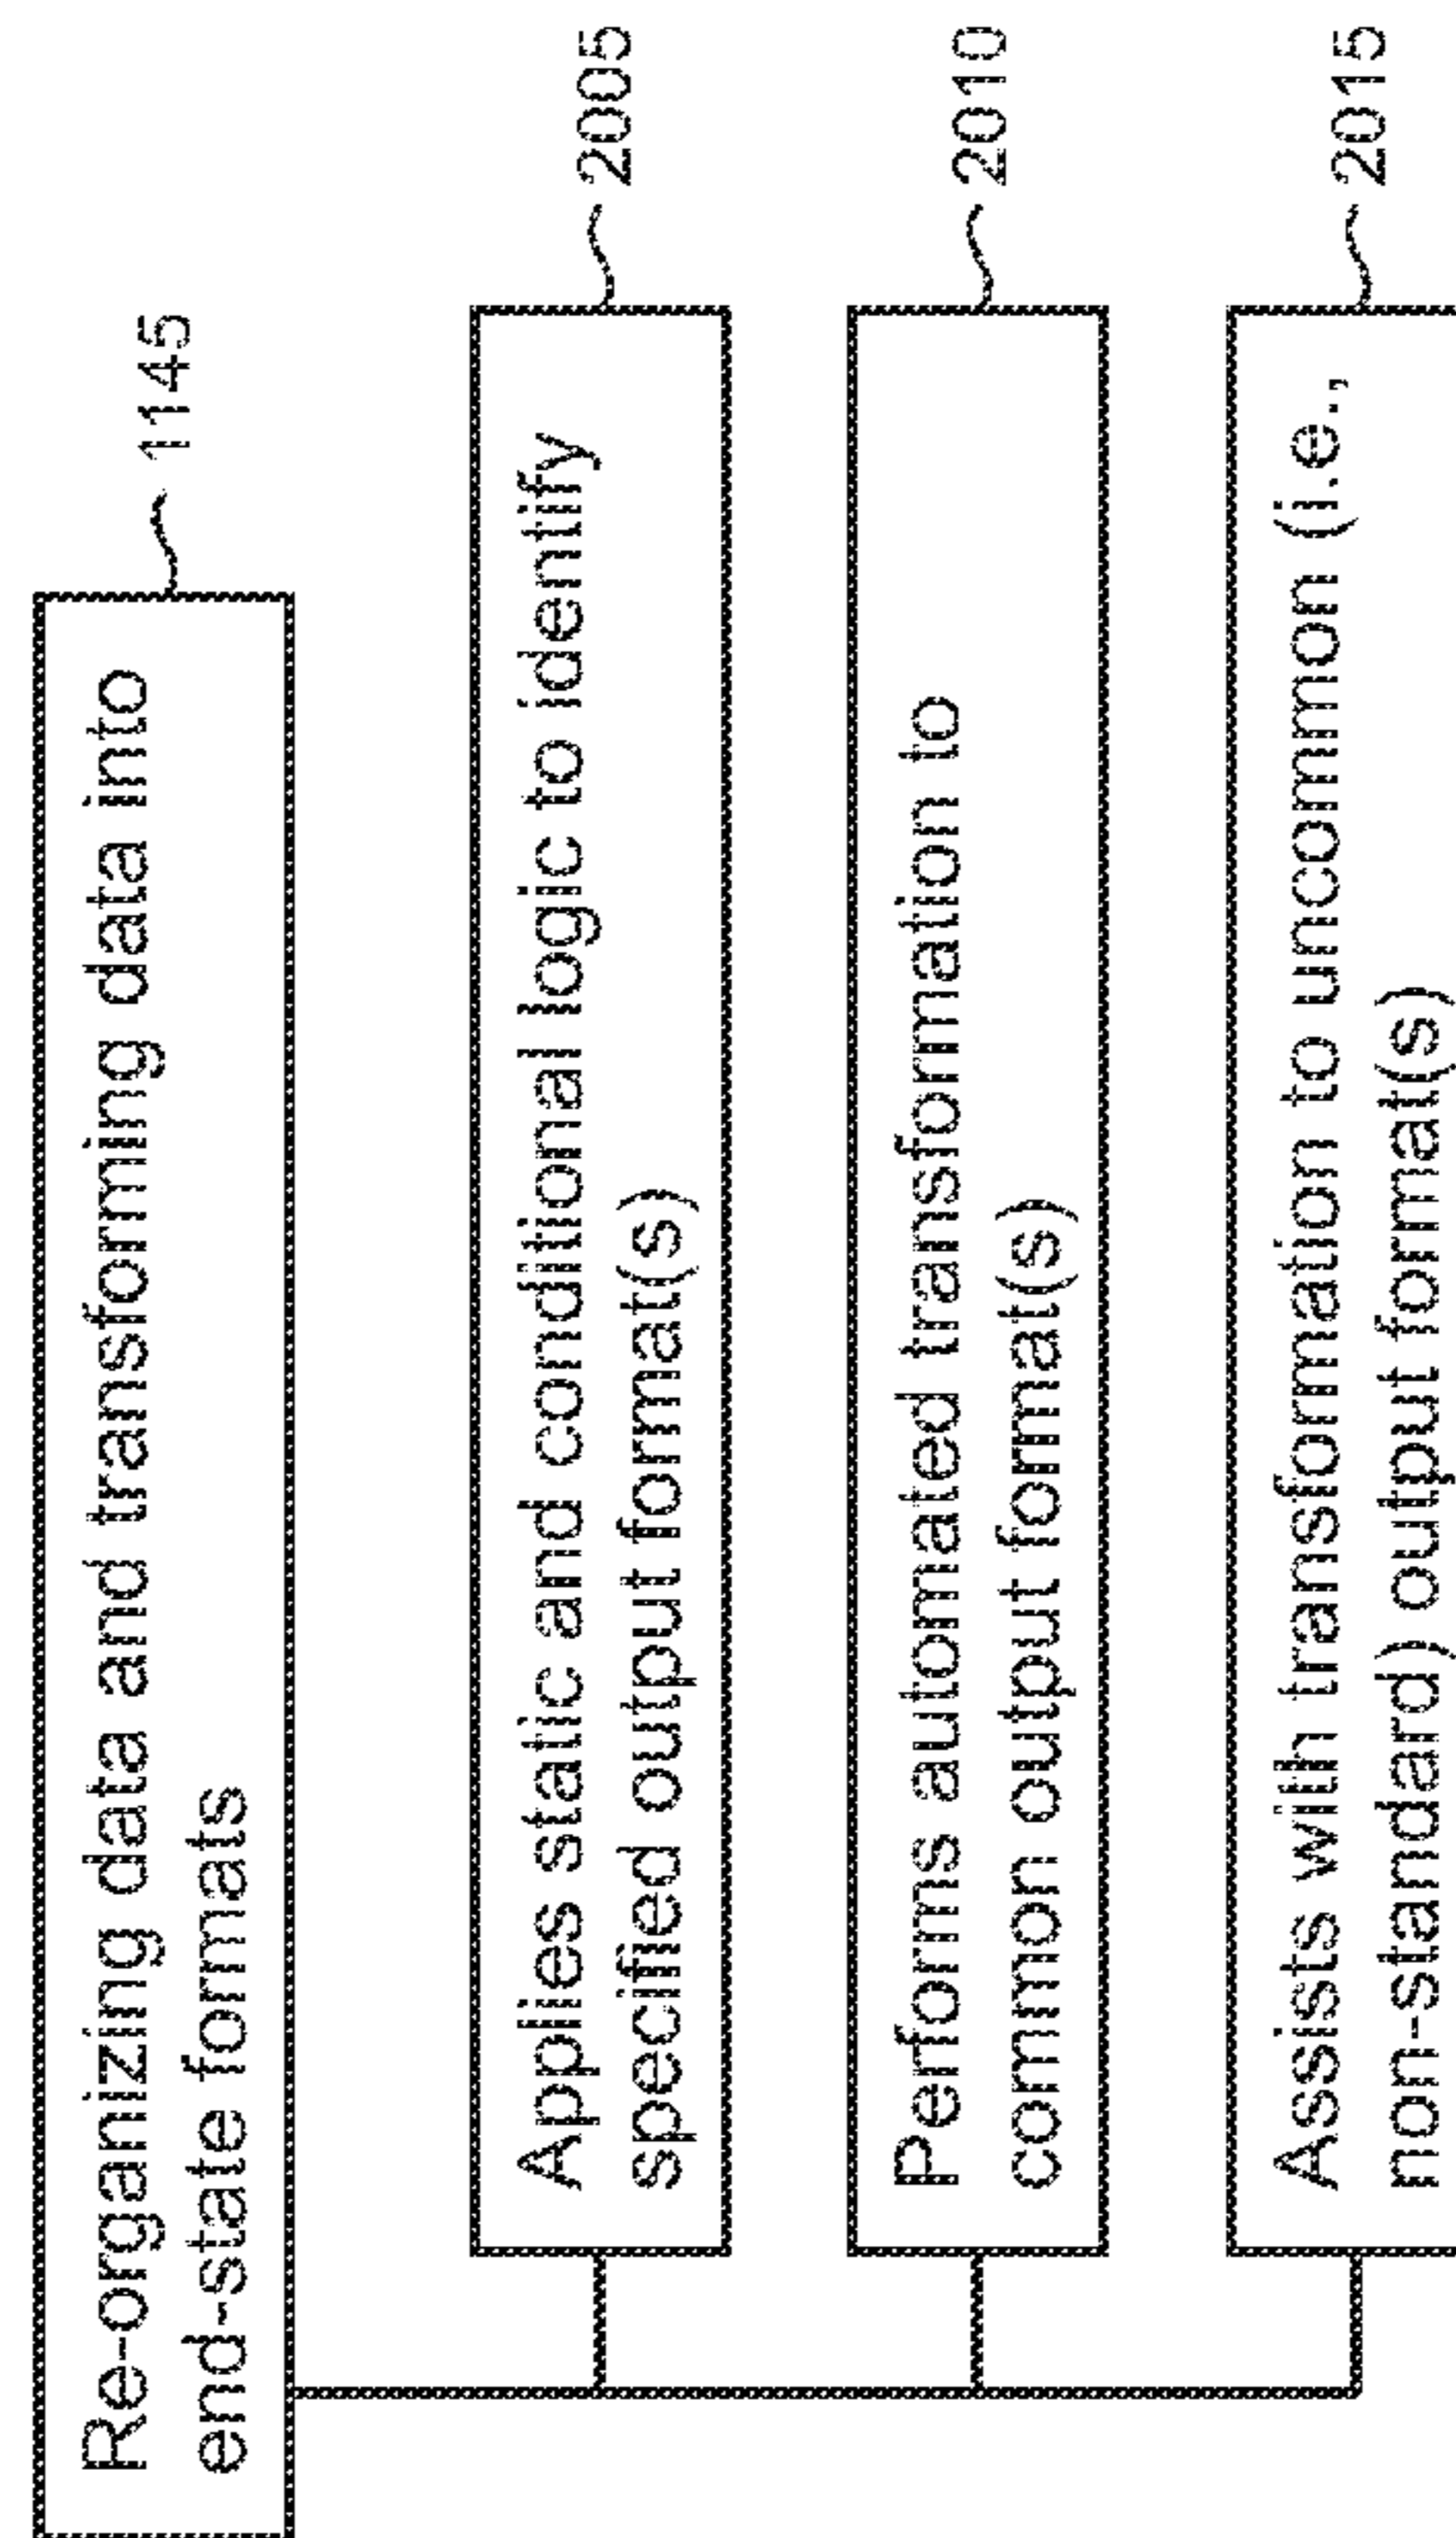 Re-organizing data and transforming data into
end-state formats
1145
Applies static and conditional logic to identify
specified output format(s)
2005
Performs automated transformation to
common output format(s)
2010
Assists with transformation to uncommon (i.e.,
non-standard) output format(s)
2015